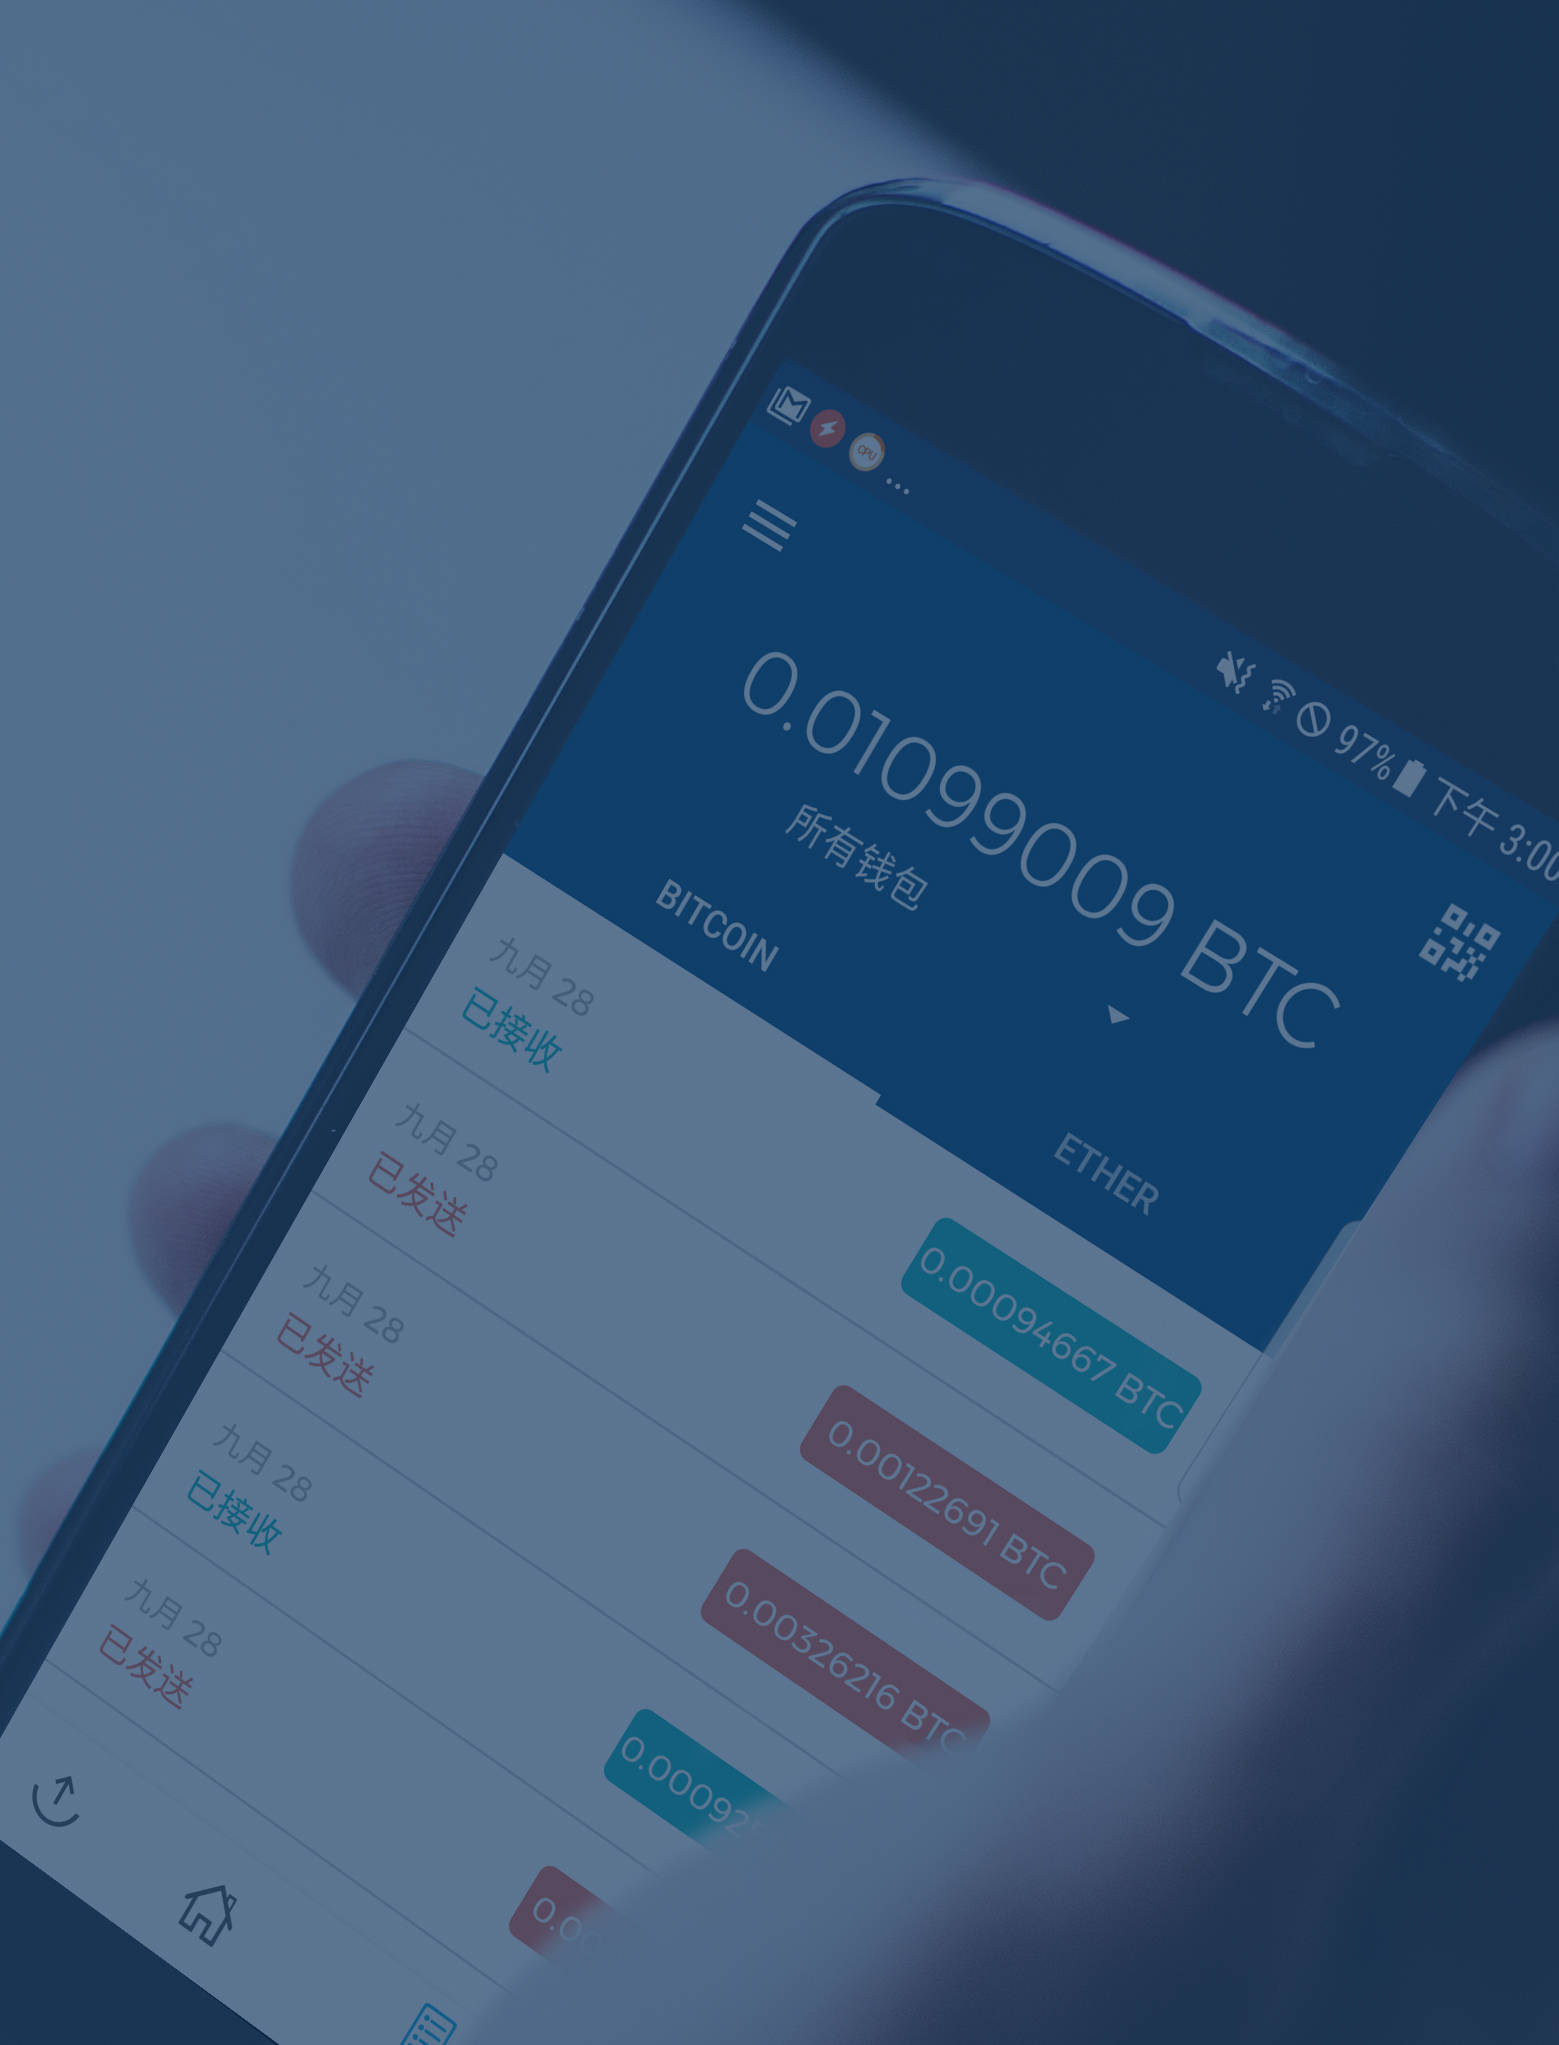 CPU
...
97% 下午 3:00
0.01099009 BTC
所有钱包
BITCOIN
ETHER
九月 28
已接收
0.00094667 BTC
九月 28
已发送
0.00122691 BTC
九月 28
已发送
0.00326216 BTC
九月 28
已接收
九月 28
已发送